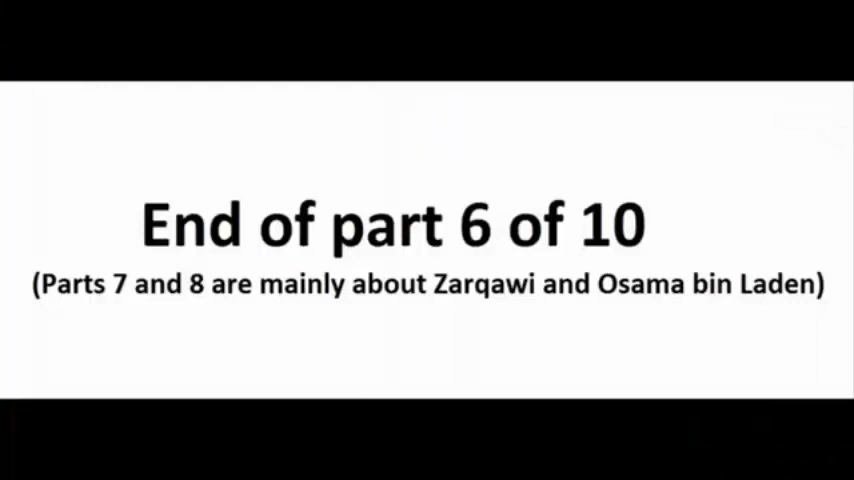 End of part 6 of 10
(Parts 7 and 8 are mainly about Zarqawi and Osama bin Laden)